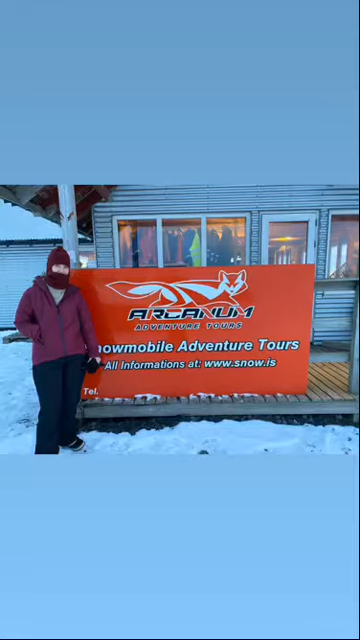 ARCANUM
ADVENTURE TOURS
nowmobile Adventure Tours
All Informations at: www.snow.is
Tel.